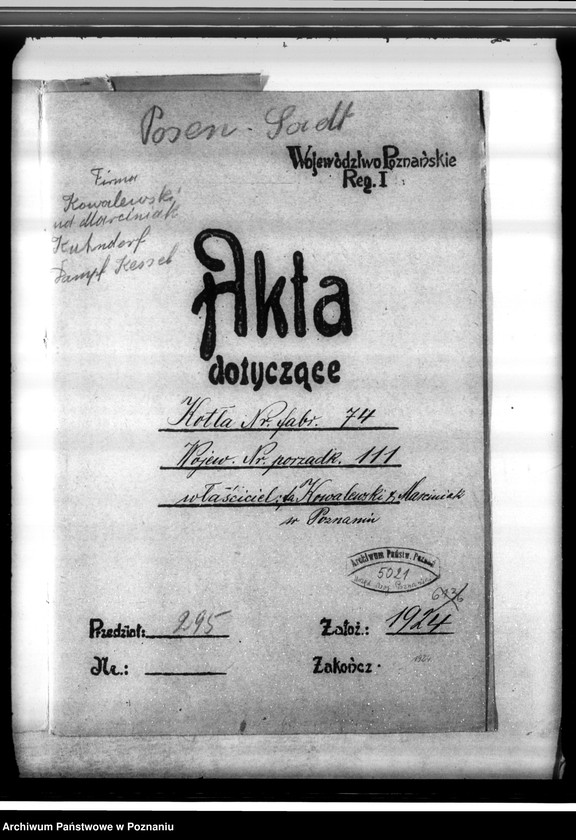 Posen - Stadt
Województwo Poznańskie
Reg. I
Firma
Kowalewski
und Marciniak
Kuhndorf
Dampf Kessel
Akta
dotyczące
Kotła Nr. fabr. 74
Wojew. Nr. porządk. 111
właściciel: fa Kowalewski & Marciniak
w Poznaniu
Archiwum Państw. Poznań
5021
Przedział: 295
Założ.: 1924
Nr.:
Zakończ.
Archiwum Państwowe w Poznaniu